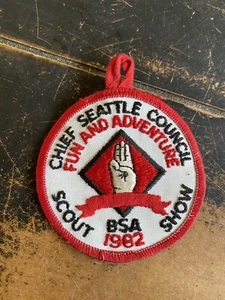 CHIEF SEATTLE COUNCIL
FUN AND ADVENTURE
SCOUT SHOW
BSA
1982